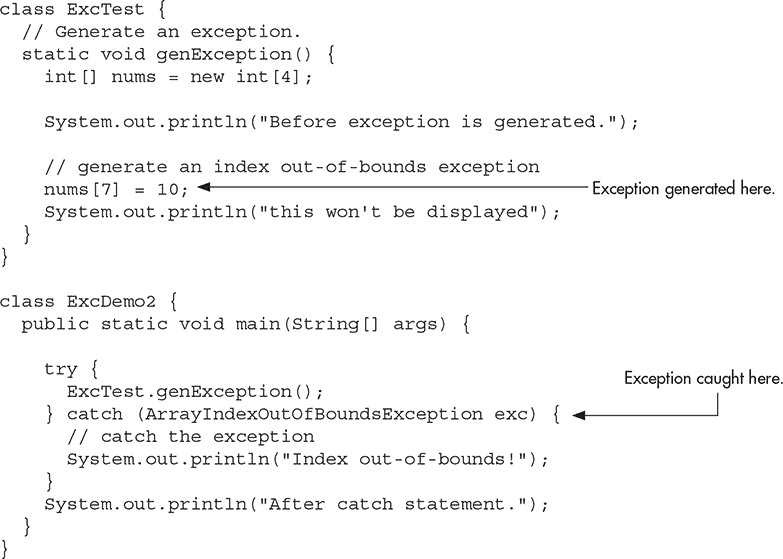 class ExcTest {
  // Generate an exception.
  static void genException() {
    int[] nums = new int[4];

    System.out.println("Before exception is generated.");

    // generate an index out-of-bounds exception
    nums[7] = 10; Exception generated here.
    System.out.println("this won't be displayed");
  }
}

class ExcDemo2 {
  public static void main(String[] args) {

    try {
      ExcTest.genException();
Exception caught here.
    } catch (ArrayIndexOutOfBoundsException exc) {
      // catch the exception
      System.out.println("Index out-of-bounds!");
    }
    System.out.println("After catch statement.");
  }
}